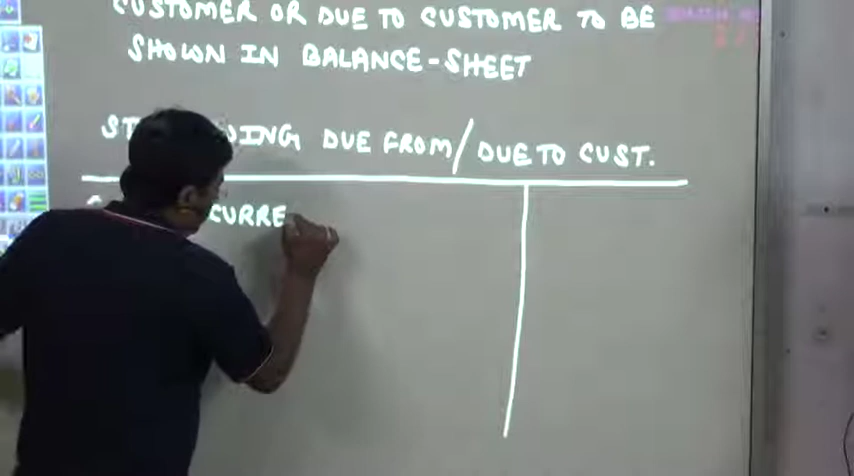 CUSTOMER OR DUE TO CUSTOMER TO BE
SHOWN IN BALANCE-SHEET
DUE FROM/DUE TO CUST.
CURRE